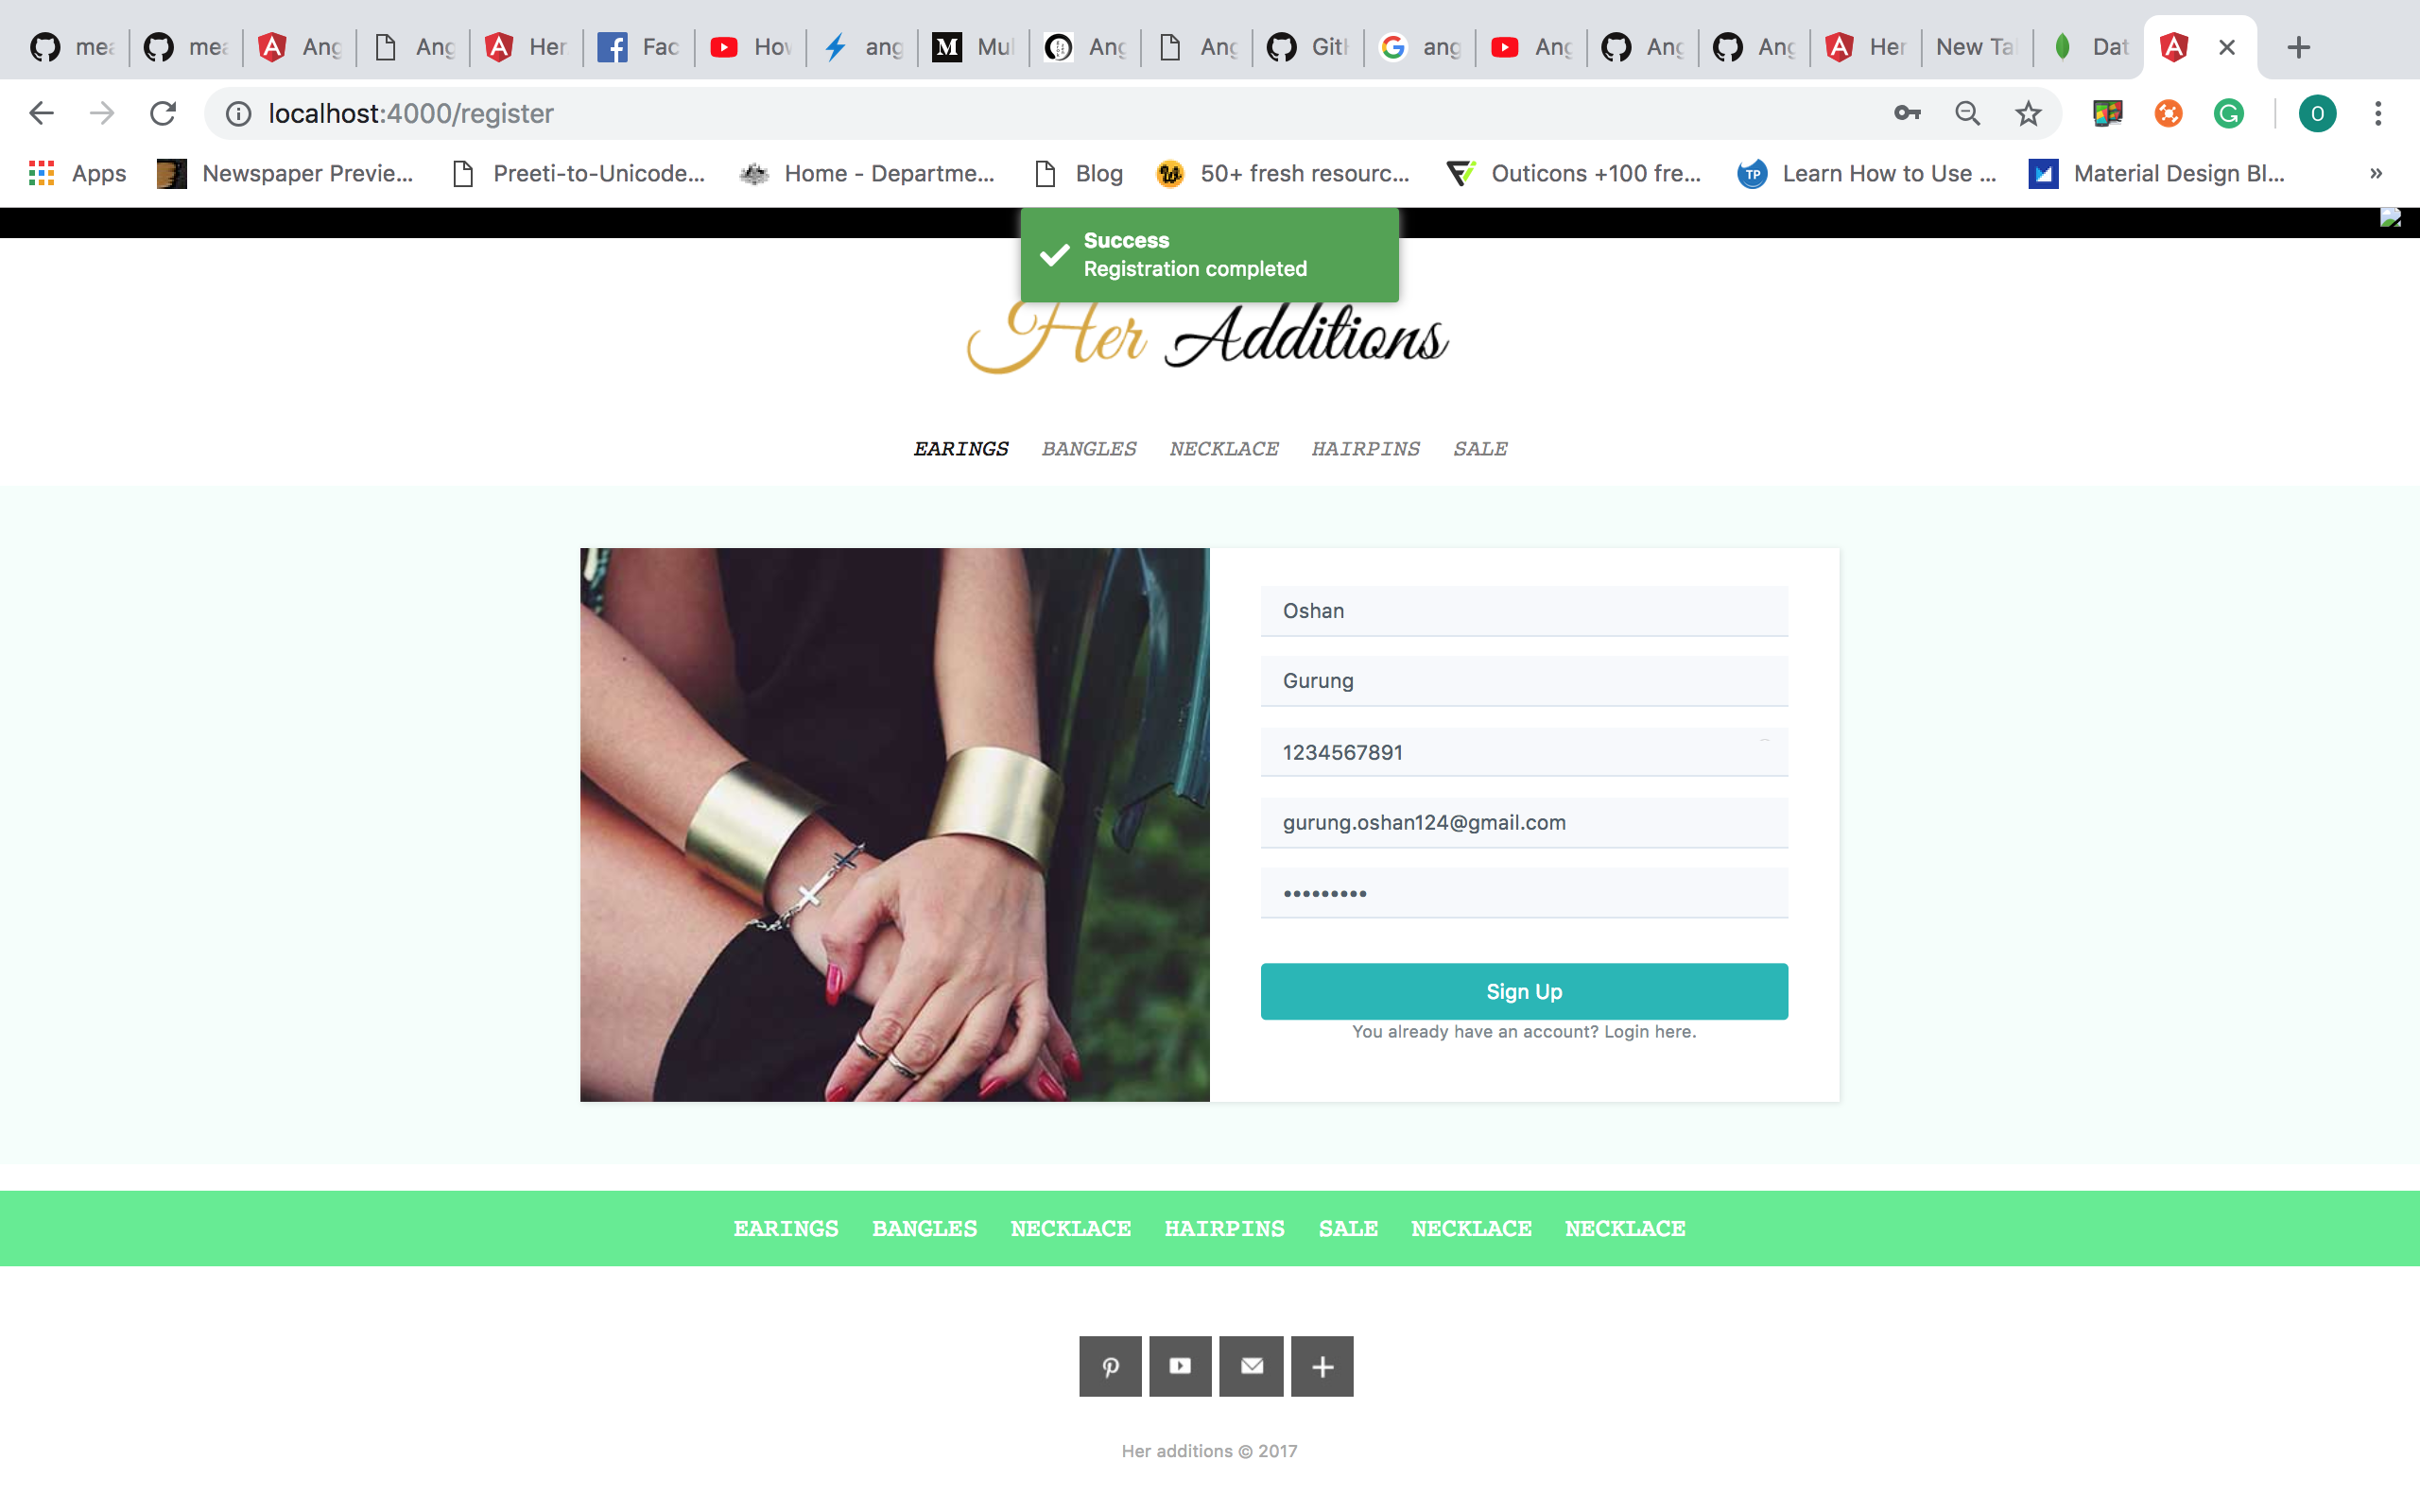 mea mea Ang Ang Her Fac How ang Mul Ang Ang Gith ang Ang Ang Ang Her New Ta Dat
localhost:4000/register
O
Apps Newspaper Previe... Preeti-to-Unicode... Home - Departme... Blog 50+ fresh resourc... Outicons +100 fre... Learn How to Use ... Material Design Bl... »
Success
Registration completed
Her Additions
EARINGS BANGLES NECKLACE HAIRPINS SALE
Oshan
Gurung
1234567891
gurung.oshan124@gmail.com
•••••••••
Sign Up
You already have an account? Login here.
EARINGS BANGLES NECKLACE HAIRPINS SALE NECKLACE NECKLACE
Her additions © 2017